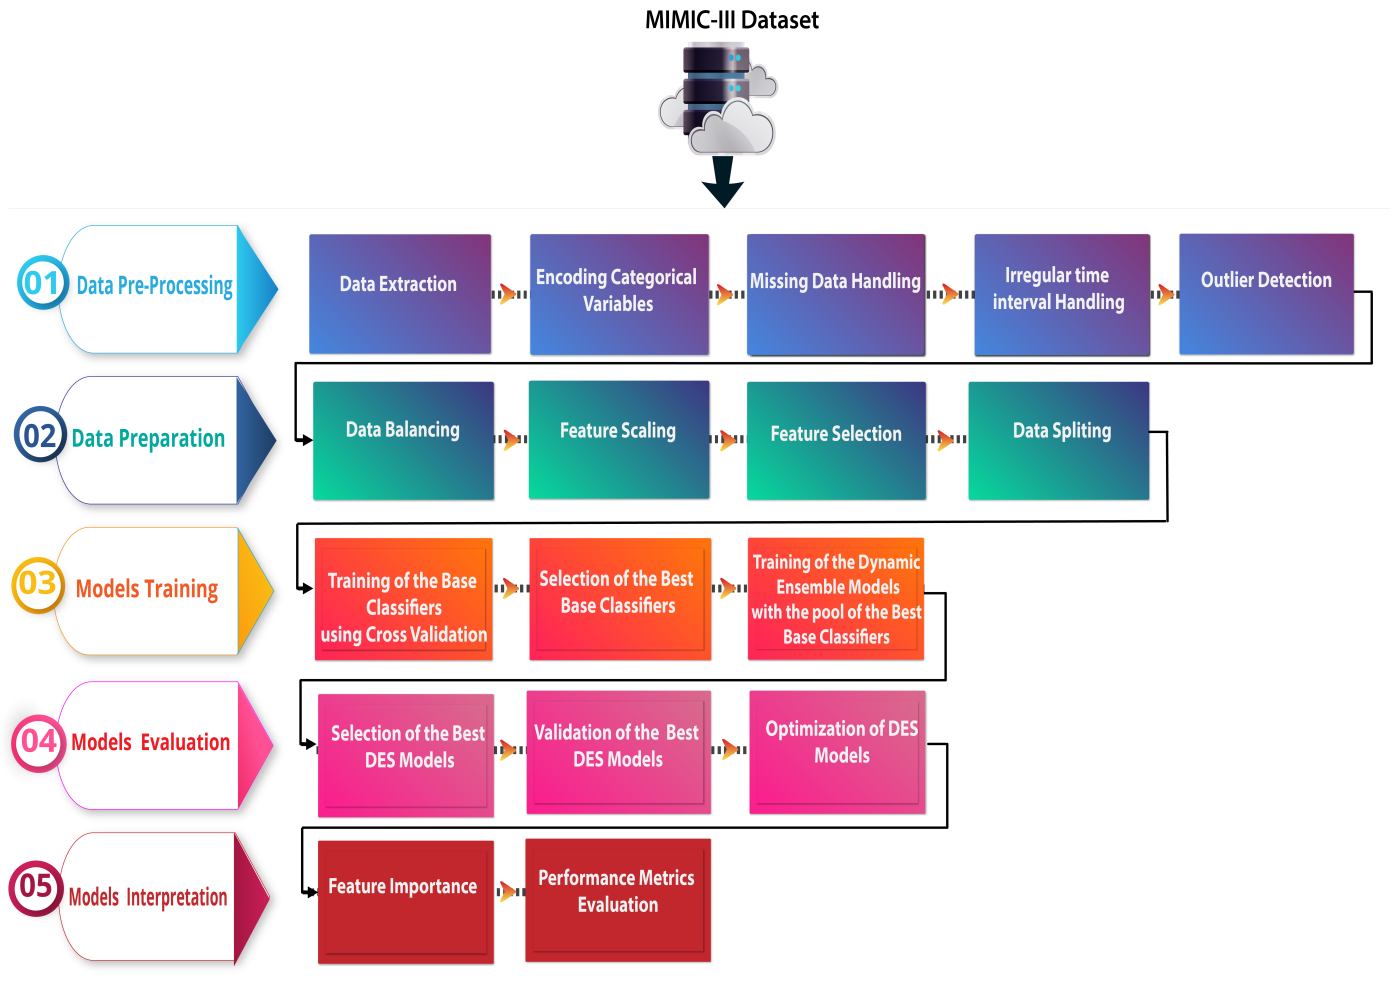 MIMIC-III Dataset
01
Data Pre-Processing
Data Extraction
Encoding Categorical
Variables
Missing Data Handling
Irregular time
interval Handling
Outlier Detection
02
Data Preparation
Data Balancing
Feature Scaling
Feature Selection
Data Spliting
03
Models Training
Training of the Base
Classifiers
using Cross Validation
Selection of the Best
Base Classifiers
Training of the Dynamic
Ensemble Models
with the pool of the Best
Base Classifiers
04
Models Evaluation
Selection of the Best
DES Models
Validation of the Best
DES Models
Optimization of DES
Models
05
Models Interpretation
Feature Importance
Performance Metrics
Evaluation